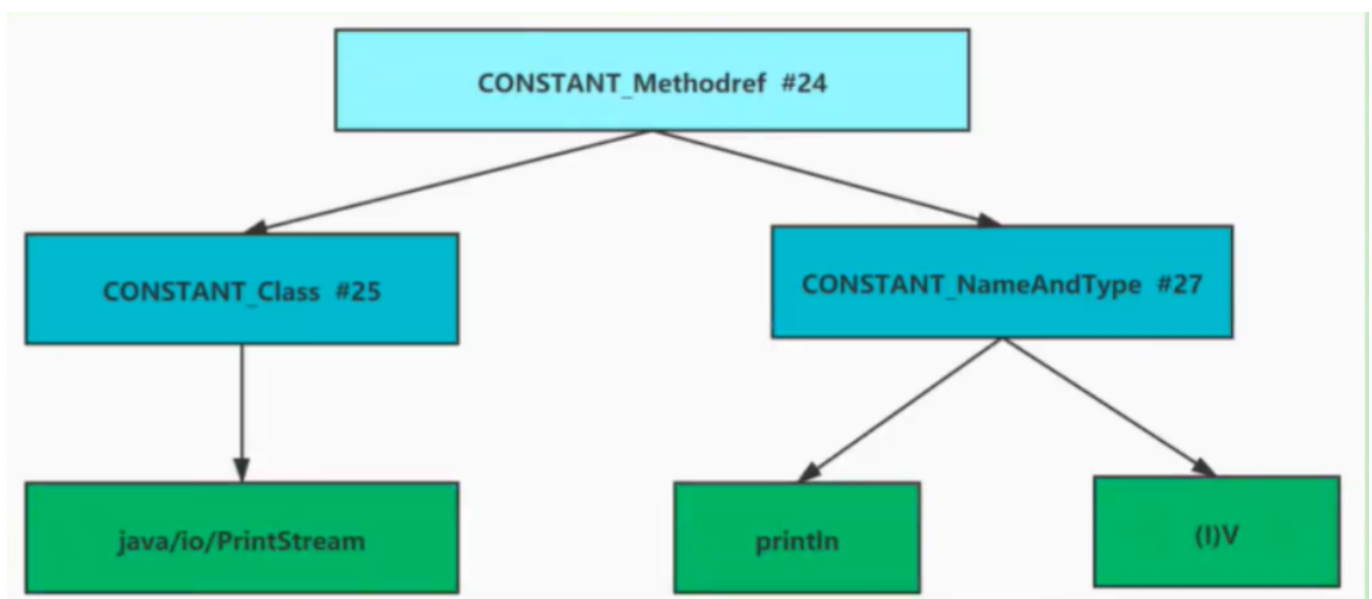 CONSTANT_Methodref #24
CONSTANT_Class #25
CONSTANT_NameAndType #27
java/io/PrintStream
println
(I)V